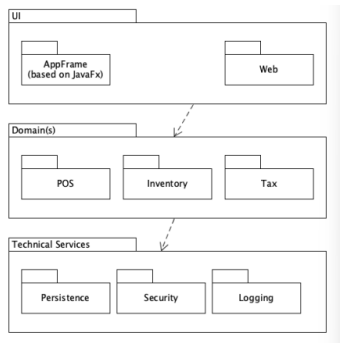 UI
AppFrame
(based on JavaFx)
Web
Domain(s)
POS
Inventory
Tax
Technical Services
Persistence
Security
Logging